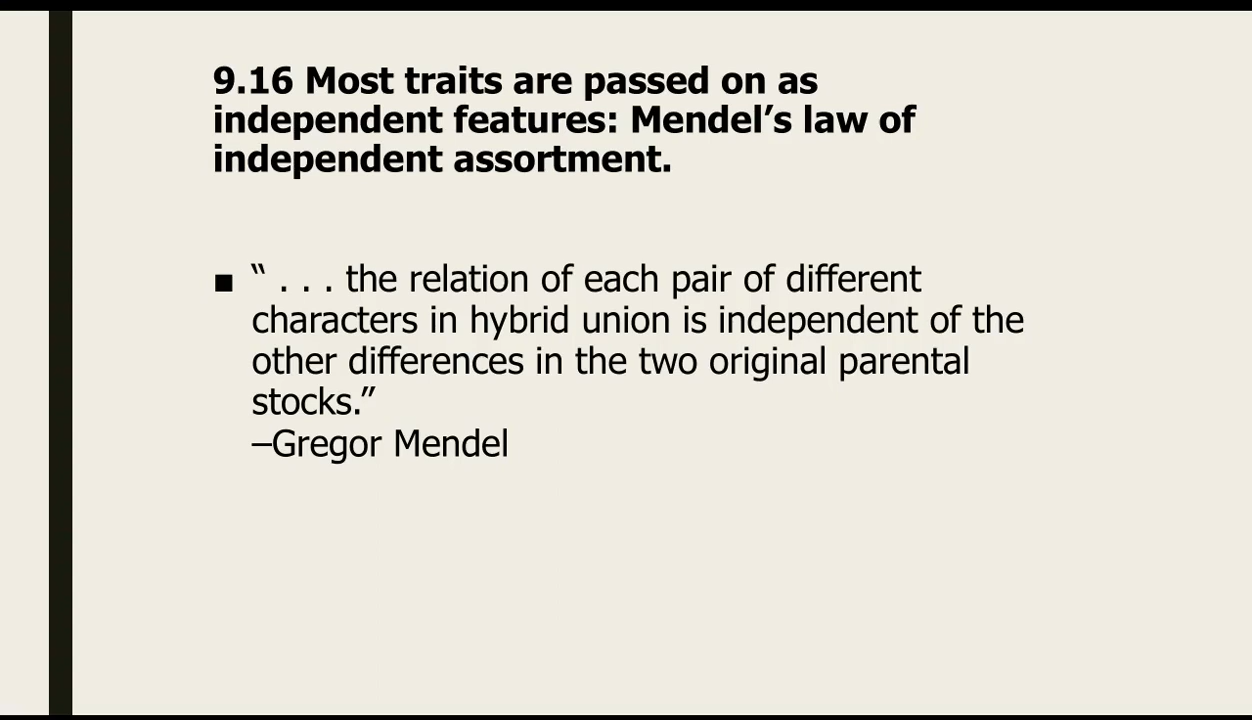 9.16 Most traits are passed on as
independent features: Mendel’s law of
independent assortment.
■ “ . . . the relation of each pair of different
characters in hybrid union is independent of the
other differences in the two original parental
stocks.”
–Gregor Mendel